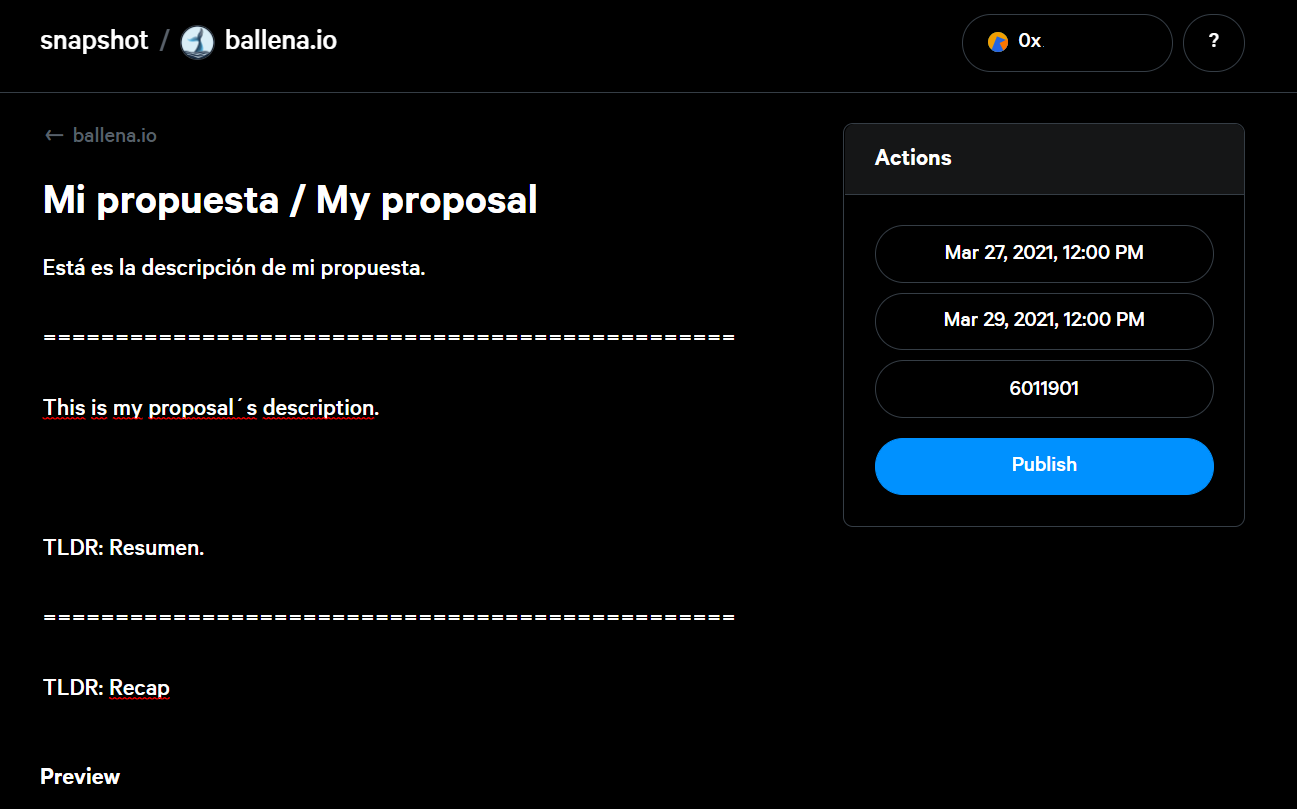 snapshot / ballena.io
0x
?
← ballena.io
Mi propuesta / My proposal
Está es la descripción de mi propuesta.
================================================
This is my proposal´s description.
TLDR: Resumen.
================================================
TLDR: Recap
Preview
Actions
Mar 27, 2021, 12:00 PM
Mar 29, 2021, 12:00 PM
6011901
Publish